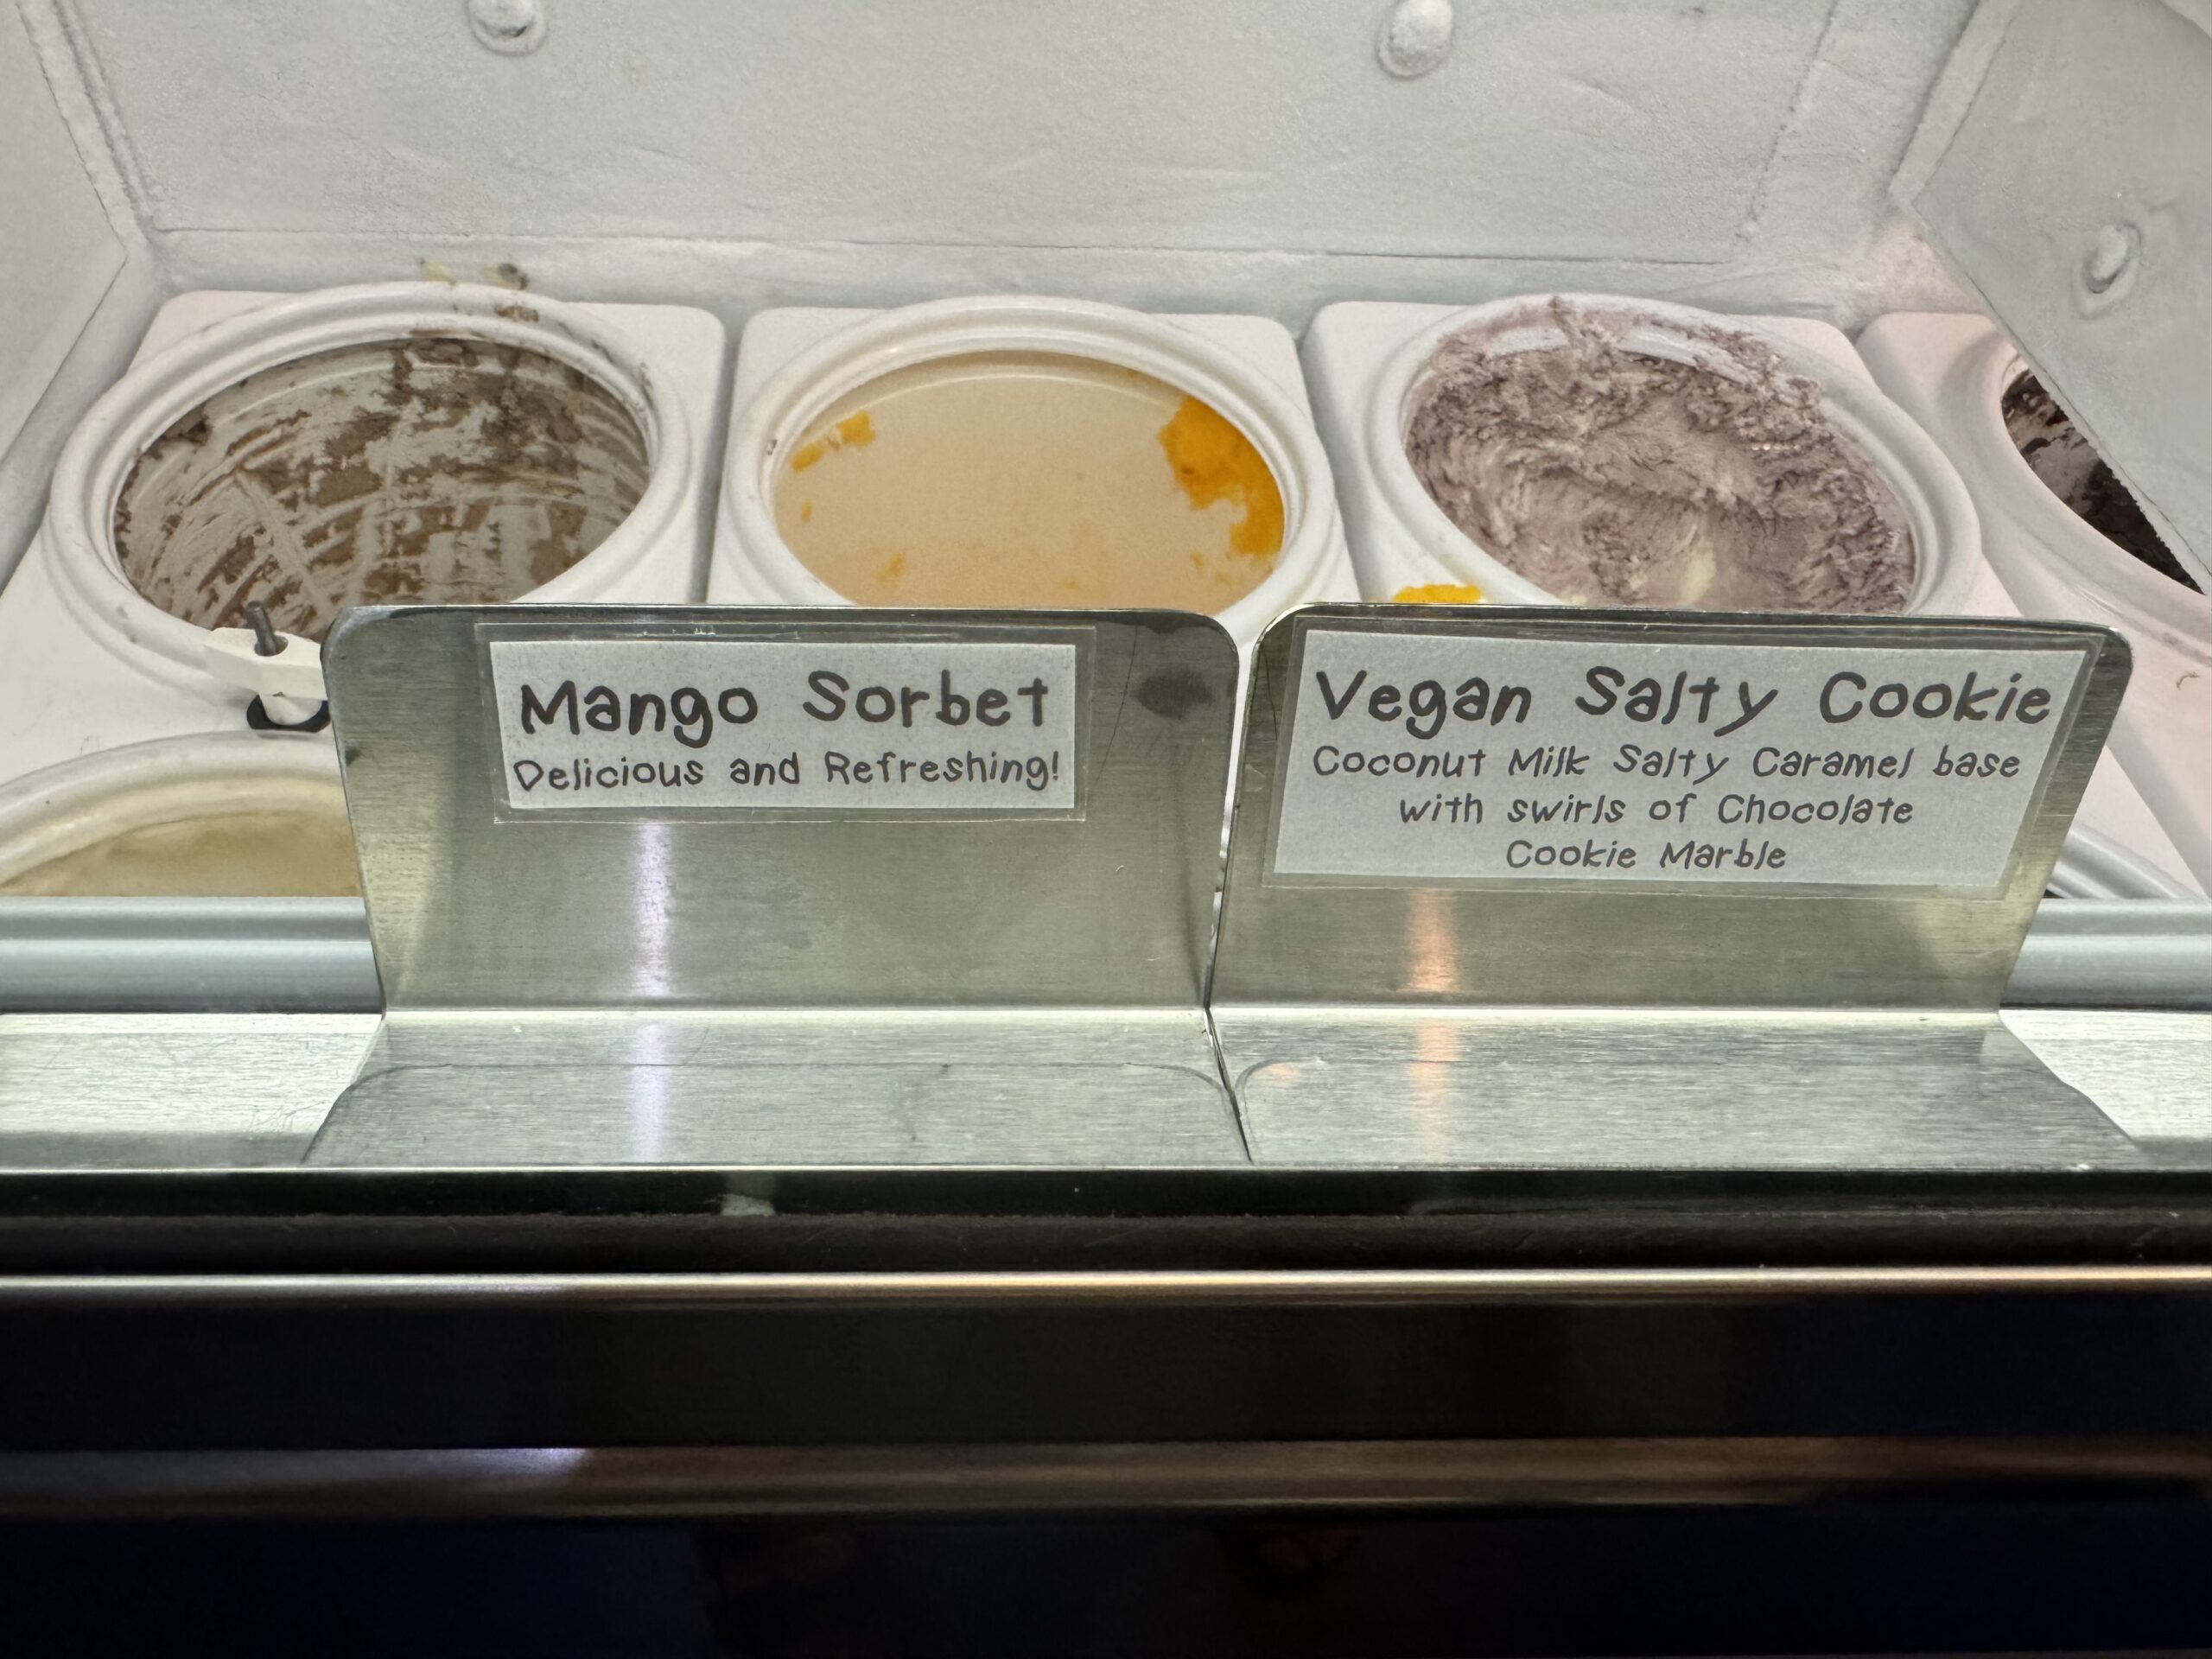 Mango Sorbet
Delicious and Refreshing!
Vegan Salty Cookie
Coconut Milk Salty Caramel base
with swirls of Chocolate
Cookie Marble